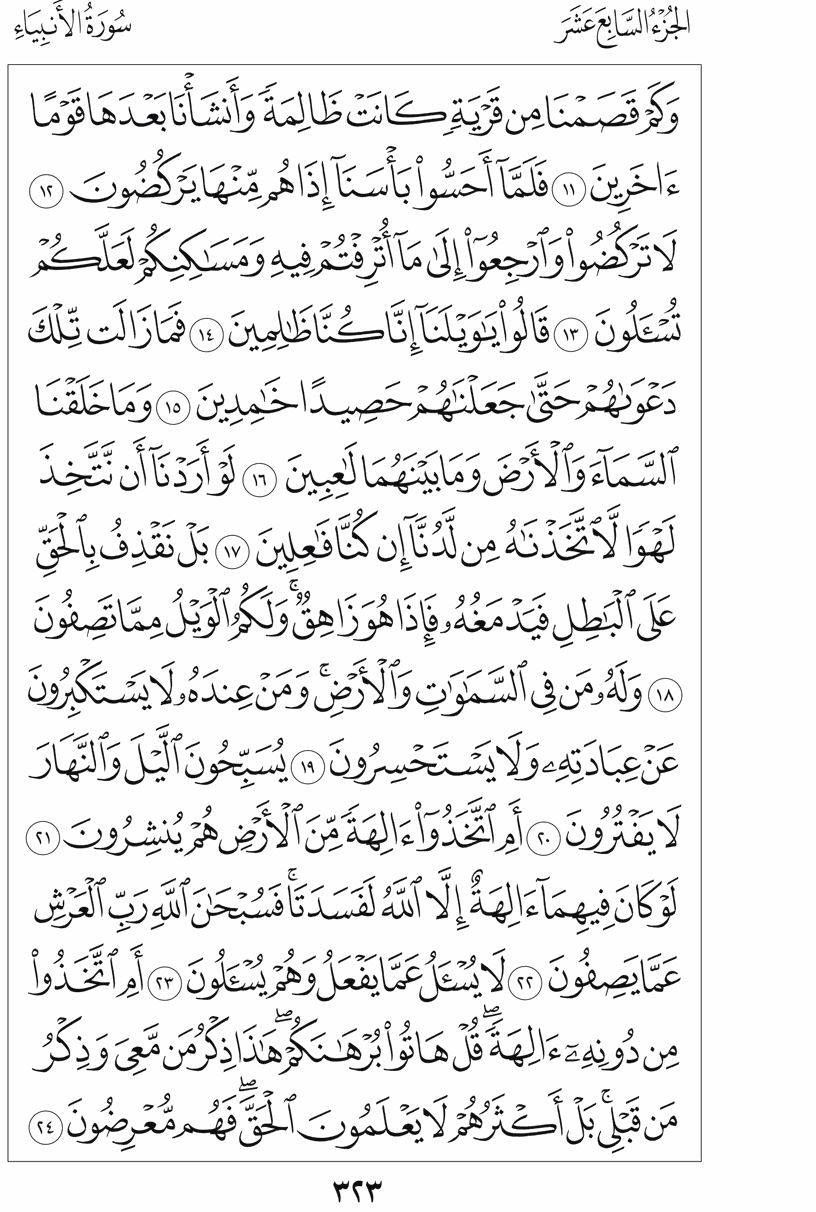 الجُزْءُ السَّابِعَ عَشَرَ
سُورَةُ الأَنبِيَاءِ
وَكَمْ قَصَمْنَا مِن قَرْيَةٍ كَانَتْ ظَالِمَةً وَأَنشَأْنَا بَعْدَهَا قَوْمًا
ءَاخَرِينَ ١١ فَلَمَّآ أَحَسُّوا۟ بَأْسَنَآ إِذَا هُم مِّنْهَا يَرْكُضُونَ ١٢
لَا تَرْكُضُوا۟ وَٱرْجِعُوٓا۟ إِلَىٰ مَآ أُتْرِفْتُمْ فِيهِ وَمَسَٰكِنِكُمْ لَعَلَّكُمْ
تُسْـَٔلُونَ ١٣ قَالُوا۟ يَٰوَيْلَنَآ إِنَّا كُنَّا ظَٰلِمِينَ ١٤ فَمَا زَالَت تِّلْكَ
دَعْوَىٰهُمْ حَتَّىٰ جَعَلْنَٰهُمْ حَصِيدًا خَٰمِدِينَ ١٥ وَمَا خَلَقْنَا
ٱلسَّمَآءَ وَٱلْأَرْضَ وَمَا بَيْنَهُمَا لَٰعِبِينَ ١٦ لَوْ أَرَدْنَآ أَن نَّتَّخِذَ
لَهْوًا لَّٱتَّخَذْنَٰهُ مِن لَّدُنَّآ إِن كُنَّا فَٰعِلِينَ ١٧ بَلْ نَقْذِفُ بِٱلْحَقِّ
عَلَى ٱلْبَٰطِلِ فَيَدْمَغُهُۥ فَإِذَا هُوَ زَاهِقٌ ۚ وَلَكُمُ ٱلْوَيْلُ مِمَّا تَصِفُونَ
١٨ وَلَهُۥ مَن فِى ٱلسَّمَٰوَٰتِ وَٱلْأَرْضِ ۚ وَمَنْ عِندَهُۥ لَا يَسْتَكْبِرُونَ
عَنْ عِبَادَتِهِۦ وَلَا يَسْتَحْسِرُونَ ١٩ يُسَبِّحُونَ ٱلَّيْلَ وَٱلنَّهَارَ
لَا يَفْتُرُونَ ٢٠ أَمِ ٱتَّخَذُوٓا۟ ءَالِهَةً مِّنَ ٱلْأَرْضِ هُمْ يُنشِرُونَ ٢١
لَوْ كَانَ فِيهِمَآ ءَالِهَةٌ إِلَّا ٱللَّهُ لَفَسَدَتَا ۚ فَسُبْحَٰنَ ٱللَّهِ رَبِّ ٱلْعَرْشِ
عَمَّا يَصِفُونَ ٢٢ لَا يُسْـَٔلُ عَمَّا يَفْعَلُ وَهُمْ يُسْـَٔلُونَ ٢٣ أَمِ ٱتَّخَذُوا۟
مِن دُونِهِۦٓ ءَالِهَةً ۖ قُلْ هَاتُوا۟ بُرْهَٰنَكُمْ ۖ هَٰذَا ذِكْرُ مَن مَّعِىَ وَذِكْرُ
مَن قَبْلِى ۚ بَلْ أَكْثَرُهُمْ لَا يَعْلَمُونَ ٱلْحَقَّ ۖ فَهُم مُّعْرِضُونَ ٢٤
٣٢٣